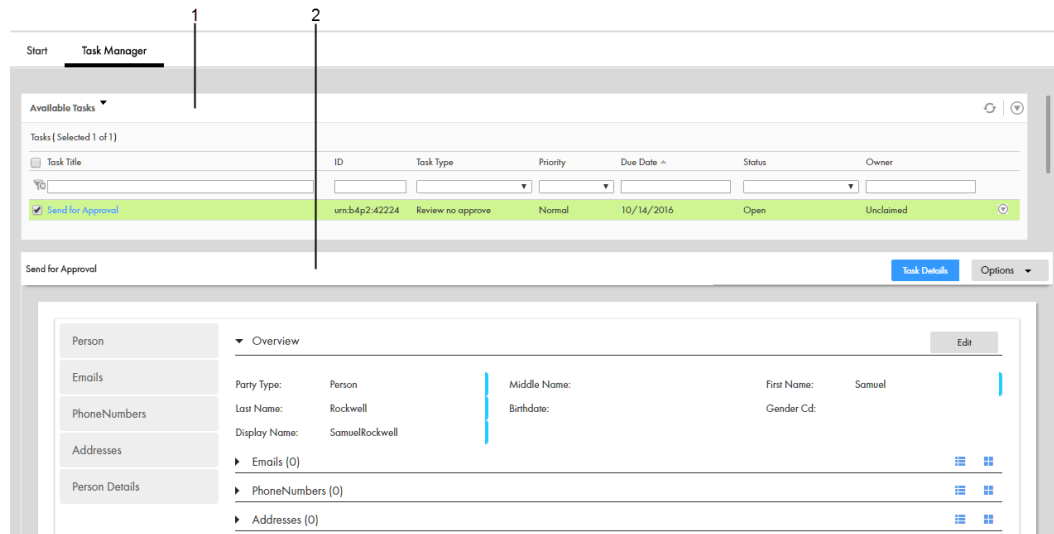 1 2
Start Task Manager
Available Tasks
Tasks ( Selected 1 of 1)
Task Title ID Task Type Priority Due Date Status Owner
Send for Approval urn:b4p2:42224 Review no approve Normal 10/14/2016 Open Unclaimed
Send for Approval Task Details Options
Person Overview Edit
Emails
Party Type: Person Middle Name: First Name: Samuel
PhoneNumbers
Last Name: Rockwell Birthdate: Gender Cd:
Display Name: SamuelRockwell
Addresses
Emails (0)
Person Details
PhoneNumbers (0)
Addresses (0)